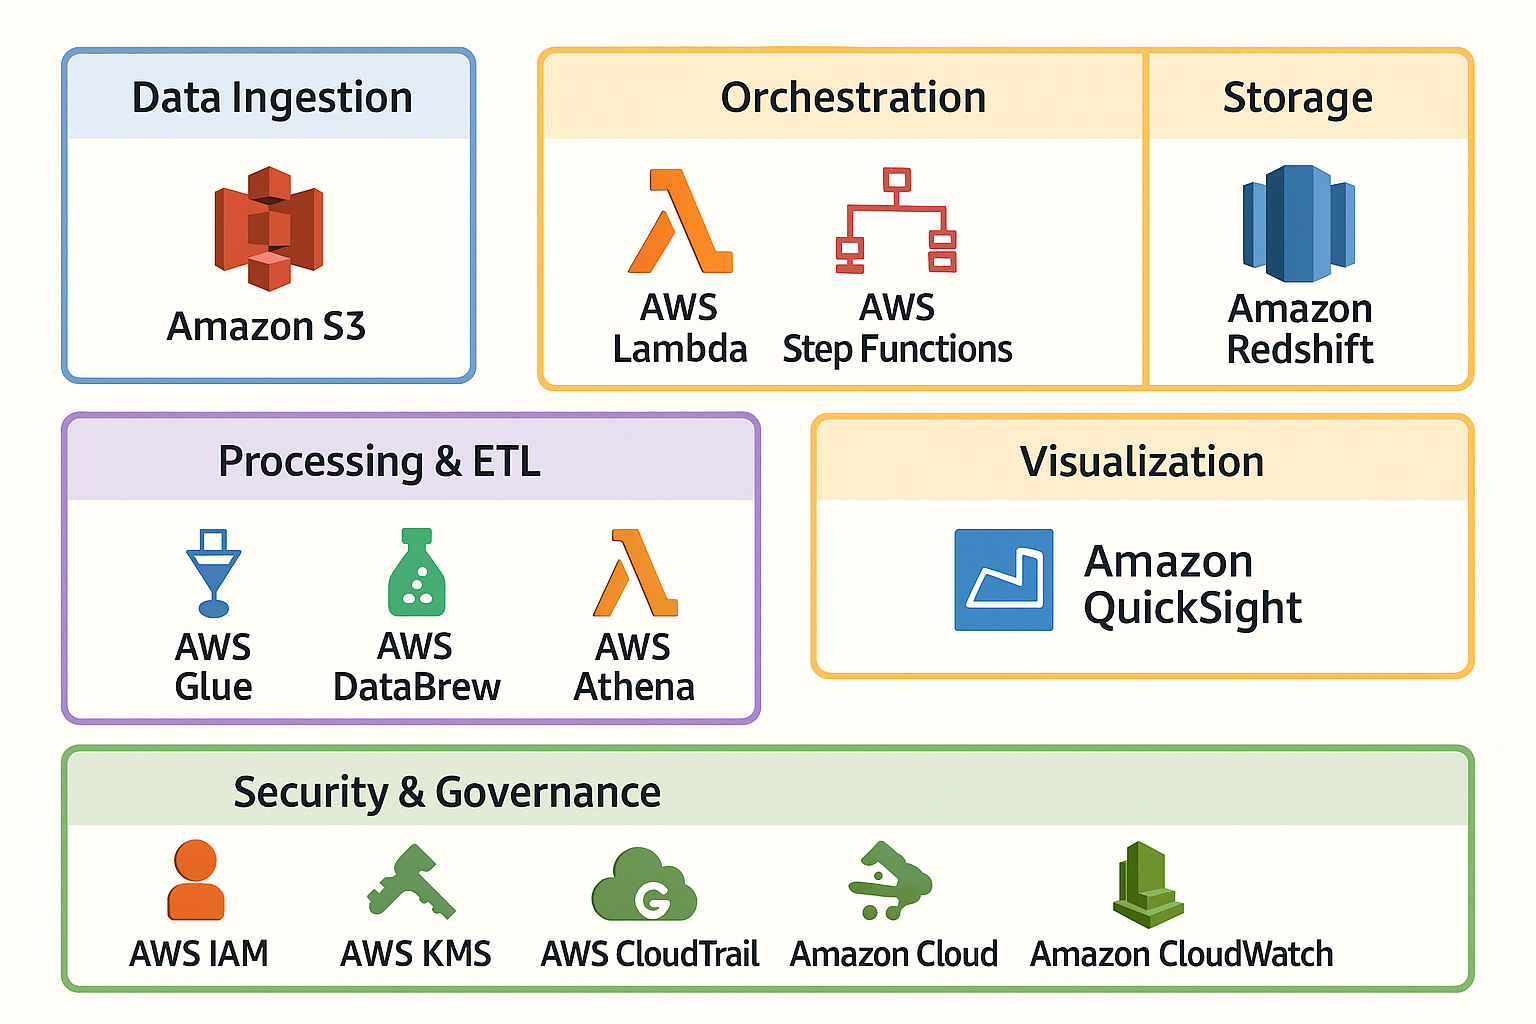 Data Ingestion
Amazon S3
Orchestration
AWS
Lambda
AWS
Step Functions
Storage
Amazon
Redshift
Processing & ETL
AWS
Glue
AWS
DataBrew
AWS
Athena
Visualization
Amazon
QuickSight
Security & Governance
AWS IAM
AWS KMS
G
AWS CloudTrail
Amazon Cloud
Amazon CloudWatch